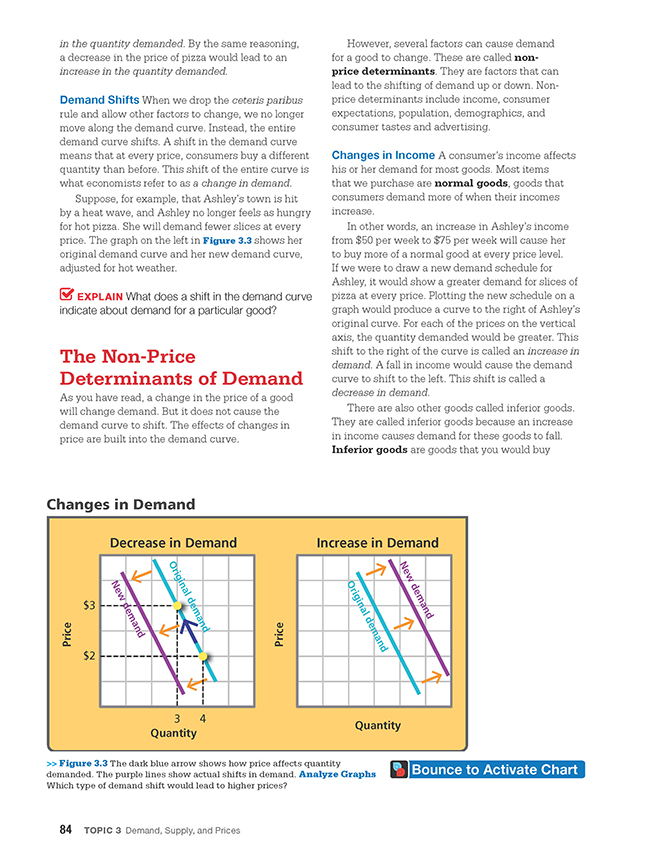 in the quantity demanded. By the same reasoning,
a decrease in the price of pizza would lead to an
increase in the quantity demanded.
Demand Shifts When we drop the ceteris paribus
rule and allow other factors to change, we no longer
move along the demand curve. Instead, the entire
demand curve shifts. A shift in the demand curve
means that at every price, consumers buy a different
quantity than before. This shift of the entire curve is
what economists refer to as a change in demand.
Suppose, for example, that Ashley's town is hit
by a heat wave, and Ashley no longer feels as hungry
for hot pizza. She will demand fewer slices at every
price. The graph on the left in Figure 3.3 shows her
original demand curve and her new demand curve,
adjusted for hot weather.
EXPLAIN What does a shift in the demand curve
indicate about demand for a particular good?
The Non-Price
Determinants of Demand
As you have read, a change in the price of a good
will change demand. But it does not cause the
demand curve to shift. The effects of changes in
price are built into the demand curve.
However, several factors can cause demand
for a good to change. These are called non-
price determinants. They are factors that can
lead to the shifting of demand up or down. Non-
price determinants include income, consumer
expectations, population, demographics, and
consumer tastes and advertising.
Changes in Income A consumer's income affects
his or her demand for most goods. Most items
that we purchase are normal goods, goods that
consumers demand more of when their incomes
increase.
In other words, an increase in Ashley's income
from $50 per week to $75 per week will cause her
to buy more of a normal good at every price level.
If we were to draw a new demand schedule for
Ashley, it would show a greater demand for slices of
pizza at every price. Plotting the new schedule on a
graph would produce a curve to the right of Ashley's
original curve. For each of the prices on the vertical
axis, the quantity demanded would be greater. This
shift to the right of the curve is called an increase in
demand. A fall in income would cause the demand
curve to shift to the left. This shift is called a
decrease in demand.
There are also other goods called inferior goods.
They are called inferior goods because an increase
in income causes demand for these goods to fall.
Inferior goods are goods that you would buy
Changes in Demand
Decrease in Demand
Original demand
New demand
$3
$2
Price
3 4
Quantity
Increase in Demand
New demand
Original demand
Price
Quantity
>> Figure 3.3 The dark blue arrow shows how price affects quantity
demanded. The purple lines show actual shifts in demand. Analyze Graphs
Which type of demand shift would lead to higher prices?
Bounce to Activate Chart
84 TOPIC 3 Demand, Supply, and Prices